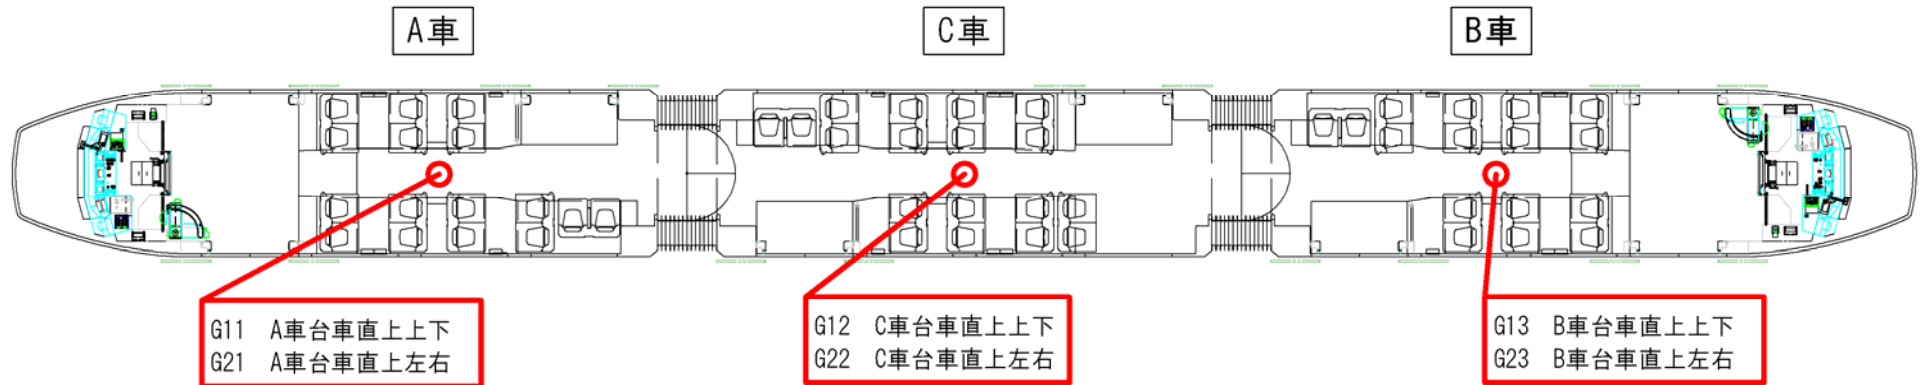 A車
C車
B車
G11 A車台車直上上下
G21 A車台車直上左右
G12 C車台車直上上下
G22 C車台車直上左右
G13 B車台車直上上下
G23 B車台車直上左右